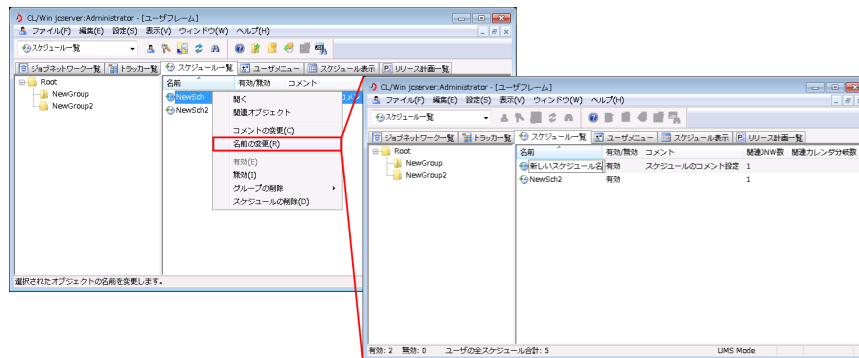 CL/Win jcserver:Administrator - [ユーザフレーム]
ファイル(F) 編集(E) 設定(S) 表示(V) ウィンドウ(W) ヘルプ(H)
スケジュール一覧
ジョブネットワーク一覧 トラッカ一覧 スケジュール一覧 ユーザメニュー スケジュール表示 リリース計画一覧
Root
NewGroup
NewGroup2
名前 有効/無効 コメント
NewSch
NewSch2
開く
関連オブジェクト
コメントの変更(C)
名前の変更(R)
有効(E)
無効(I)
グループの削除
スケジュールの削除(D)
選択されたオブジェクトの名前を変更します。
CL/Win jcserver:Administrator - [ユーザフレーム]
ファイル(F) 編集(E) 設定(S) 表示(V) ウィンドウ(W) ヘルプ(H)
スケジュール一覧
ジョブネットワーク一覧 トラッカ一覧 スケジュール一覧 ユーザメニュー スケジュール表示 リリース計画一覧
Root
NewGroup
NewGroup2
名前 有効/無効 コメント 関連JNW数 関連カレンダ分岐数
新しいスケジュール名 有効 スケジュールのコメント設定 1
NewSch2 有効 1
有効: 2 無効: 0 ユーザの全スケジュール合計: 5 UMS Mode